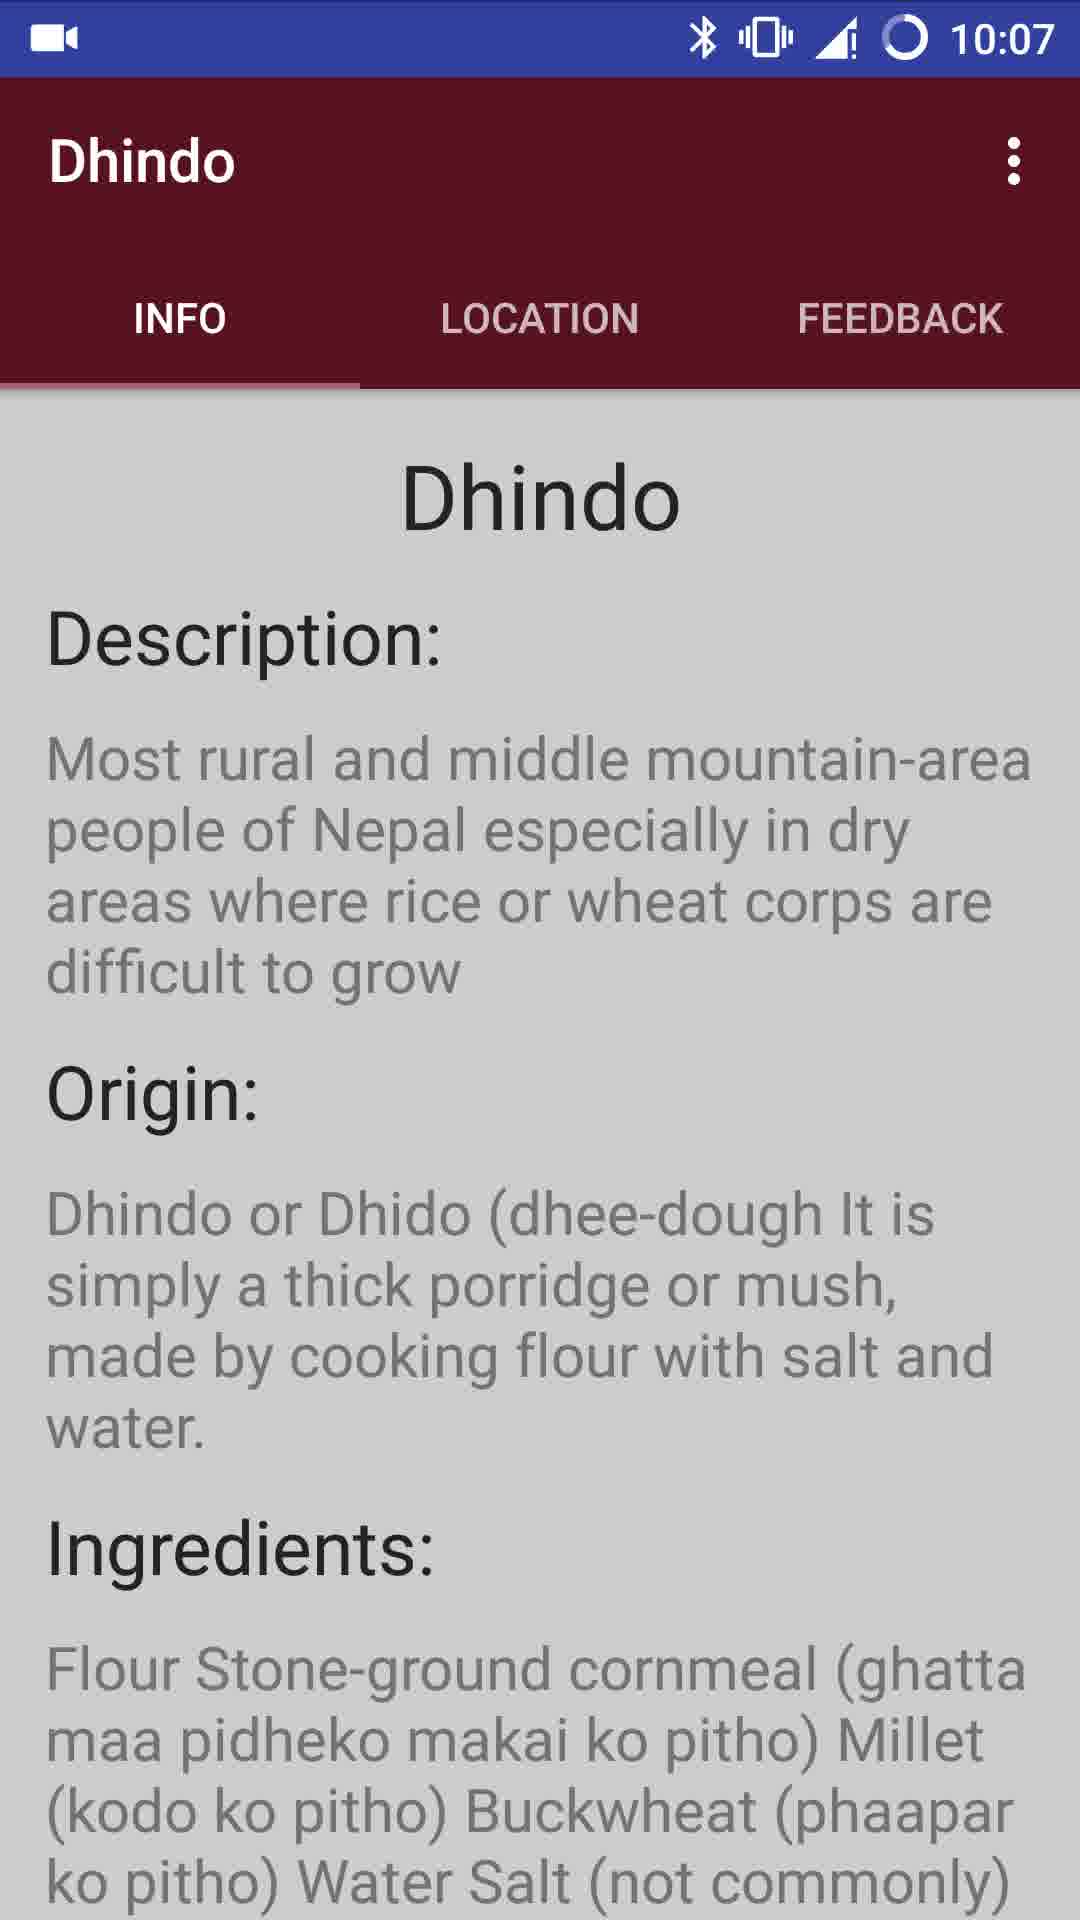 10:07
Dhindo
INFO LOCATION FEEDBACK
Dhindo
Description:
Most rural and middle mountain-area
people of Nepal especially in dry
areas where rice or wheat corps are
difficult to grow
Origin:
Dhindo or Dhido (dhee-dough It is
simply a thick porridge or mush,
made by cooking flour with salt and
water.
Ingredients:
Flour Stone-ground cornmeal (ghatta
maa pidheko makai ko pitho) Millet
(kodo ko pitho) Buckwheat (phaapar
ko pitho) Water Salt (not commonly)